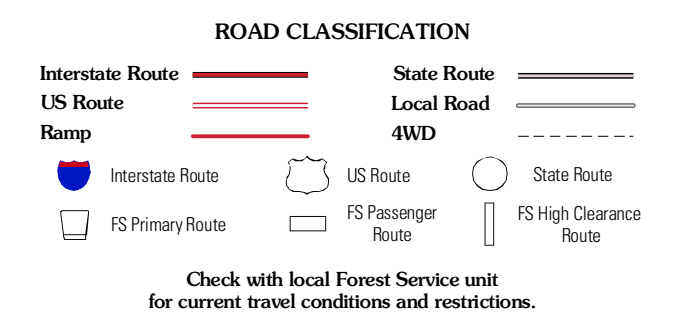 ROAD CLASSIFICATION
Interstate Route
State Route
US Route
Local Road
Ramp
4WD
Interstate Route
US Route
State Route
FS Primary Route
FS Passenger
Route
FS High Clearance
Route
Check with local Forest Service unit
for current travel conditions and restrictions.